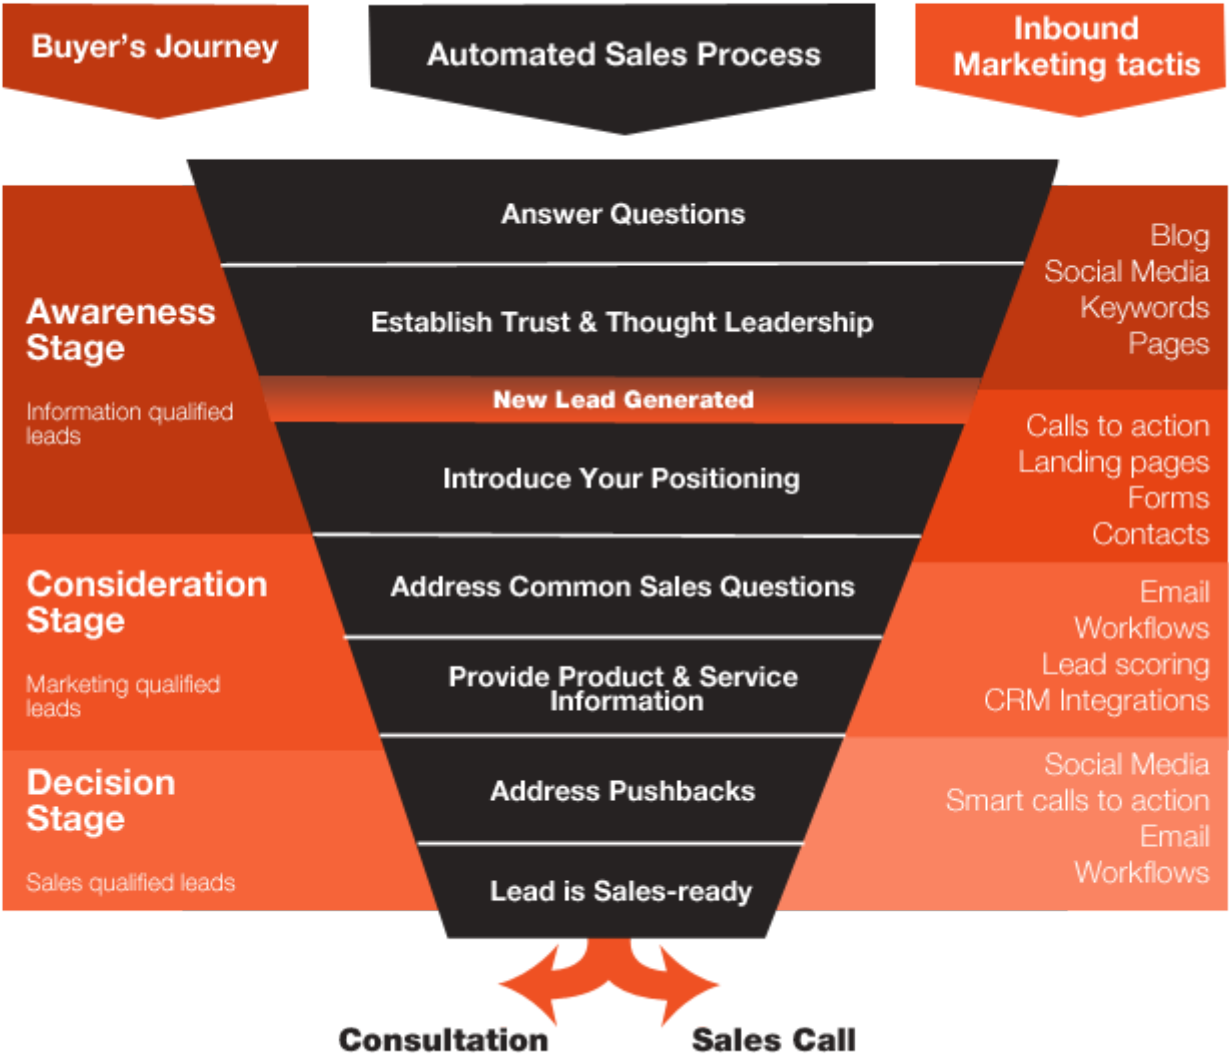 Buyer's Journey
Automated Sales Process
Inbound
Marketing tactis
Awareness
Stage
Information qualified
leads
Consideration
Stage
Marketing qualified
leads
Decision
Stage
Sales qualified leads
Answer Questions
Establish Trust & Thought Leadership
New Lead Generated
Introduce Your Positioning
Address Common Sales Questions
Provide Product & Service
Information
Address Pushbacks
Lead is Sales-ready
Blog
Social Media
Keywords
Pages
Calls to action
Landing pages
Forms
Contacts
Email
Workflows
Lead scoring
CRM Integrations
Social Media
Smart calls to action
Email
Workflows
Consultation
Sales Call